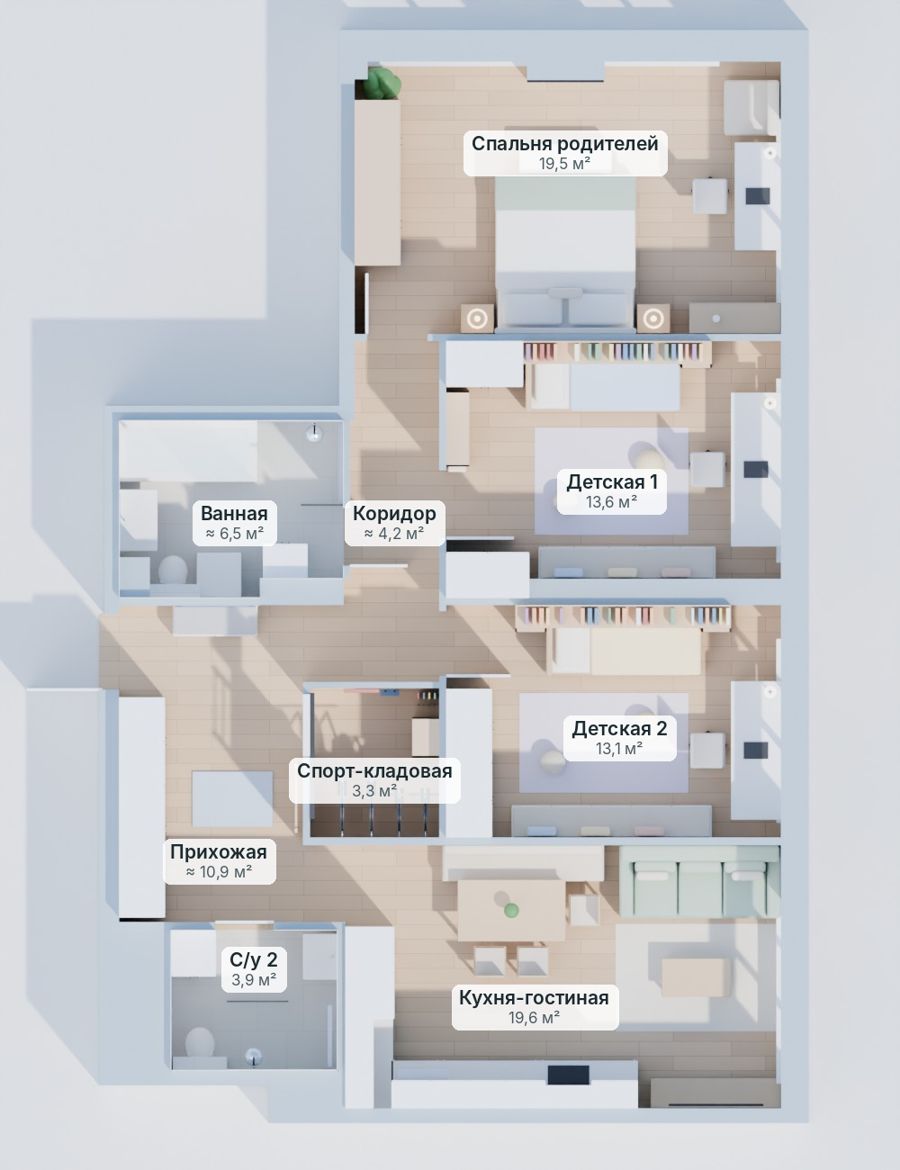 Спальня родителей
19,5 м²
Детская 1
13,6 м²
Ванная
≈ 6,5 м²
Коридор
≈ 4,2 м²
Детская 2
13,1 м²
Спорт-кладовая
3,3 м²
Прихожая
≈ 10,9 м²
С/у 2
3,9 м²
Кухня-гостиная
19,6 м²